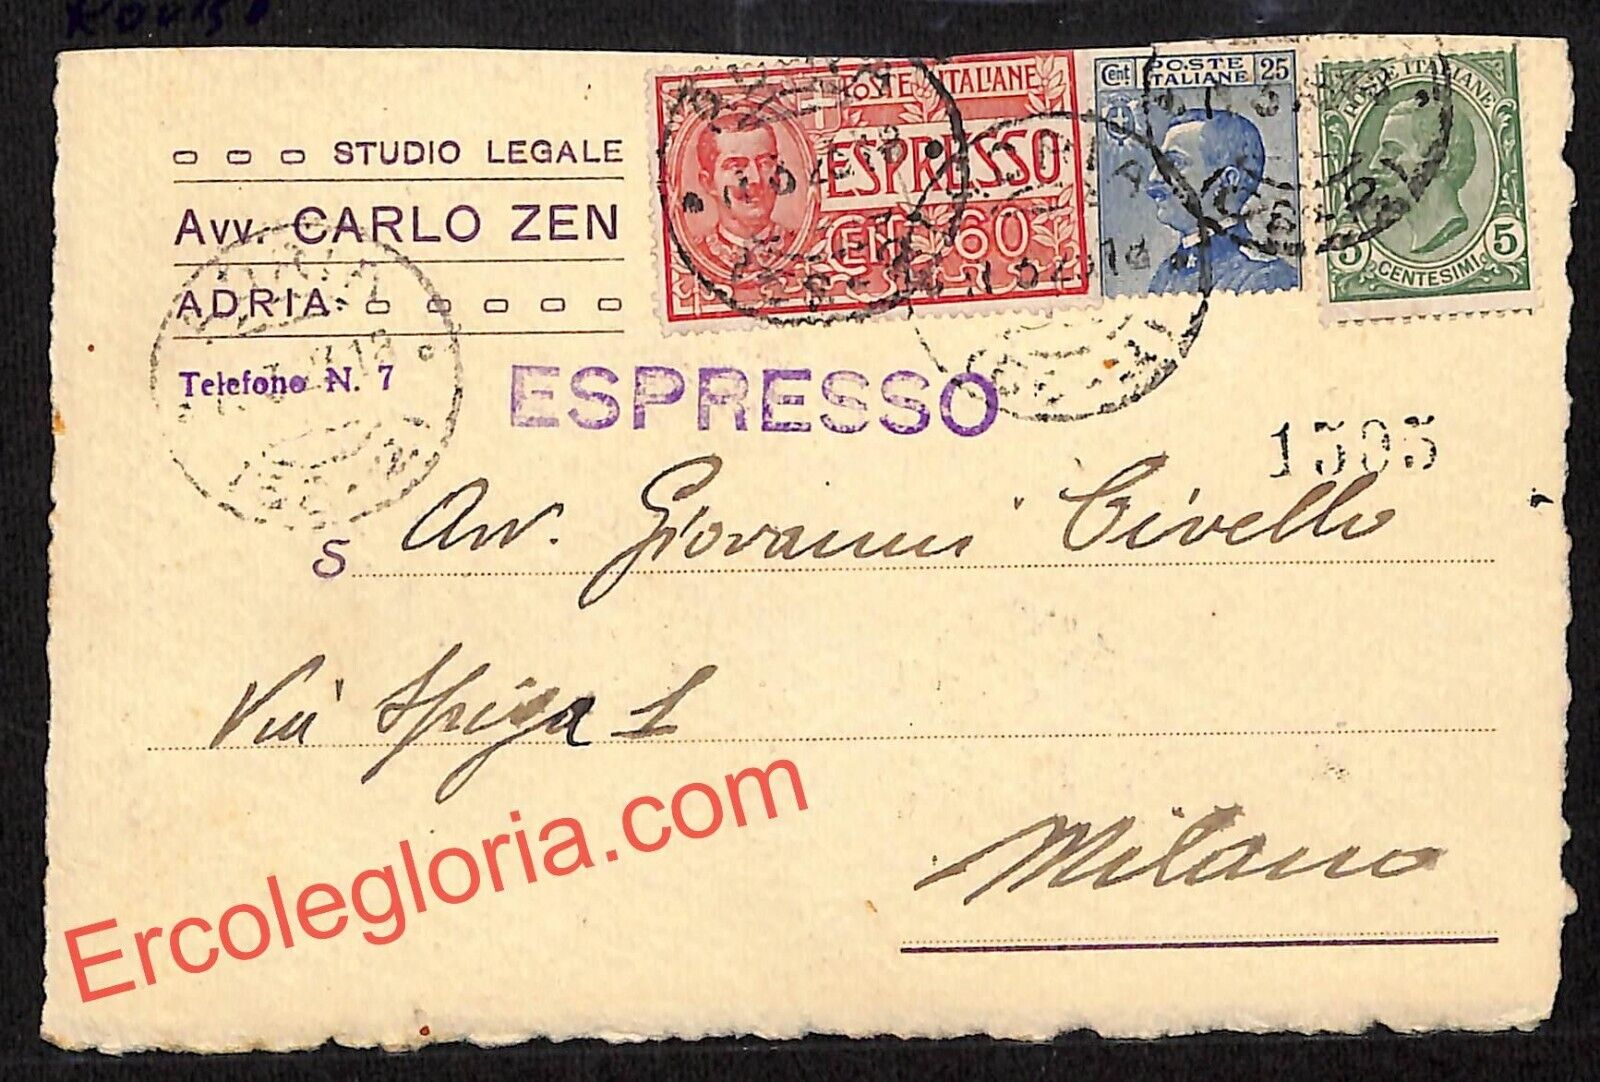 STUDIO LEGALE
Avv. CARLO ZEN
ADRIA
Telefono N. 7
POSTE ITALIANE
ESPRESSO
CENT. 60
Cent POSTE ITALIANE 25
POSTE ITALIANE
5 CENTESIMI 5
ESPRESSO
1505
S Avv. Giovanni Civello
Via Spiga 1
Milano
Ercolegloria.com